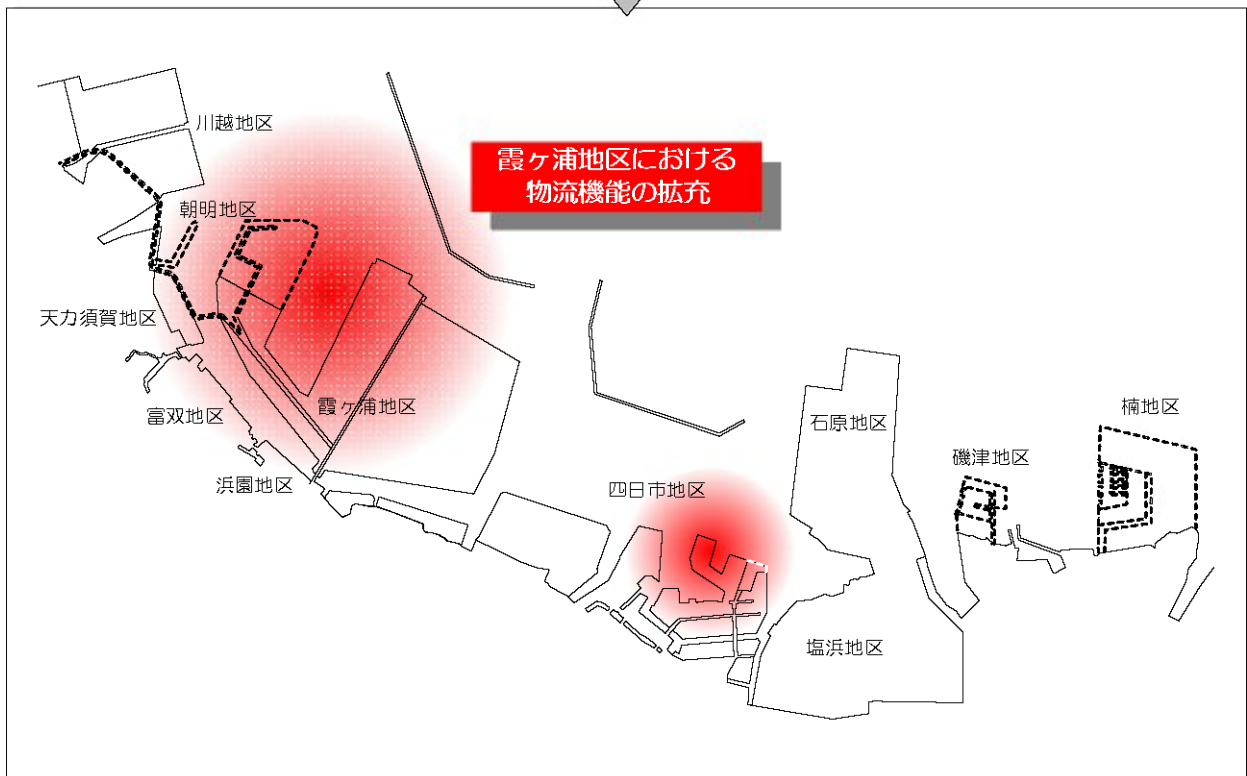 川越地区
霞ヶ浦地区における
物流機能の拡充
朝明地区
天力須賀地区
富双地区
霞ヶ浦地区
浜園地区
四日市地区
石原地区
磯津地区
楠地区
塩浜地区